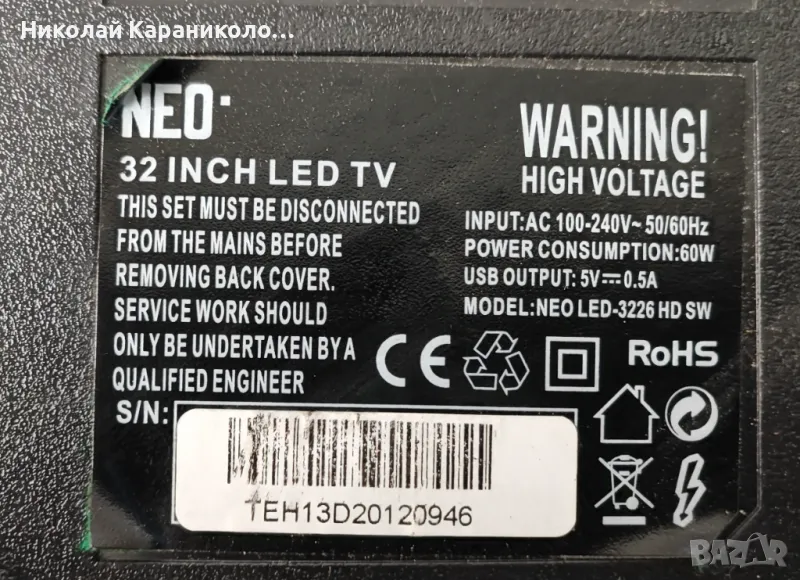 Николай Караниколо...
NEO
32 INCH LED TV
THIS SET MUST BE DISCONNECTED
FROM THE MAINS BEFORE
REMOVING BACK COVER.
SERVICE WORK SHOULD
ONLY BE UNDERTAKEN BY A
QUALIFIED ENGINEER
S/N:
TEH13D20120946
WARNING!
HIGH VOLTAGE
INPUT:AC 100-240V~ 50/60Hz
POWER CONSUMPTION:60W
USB OUTPUT: 5V⎓0.5A
MODEL:NEO LED-3226 HD SW
CE
RoHS
BAZAR